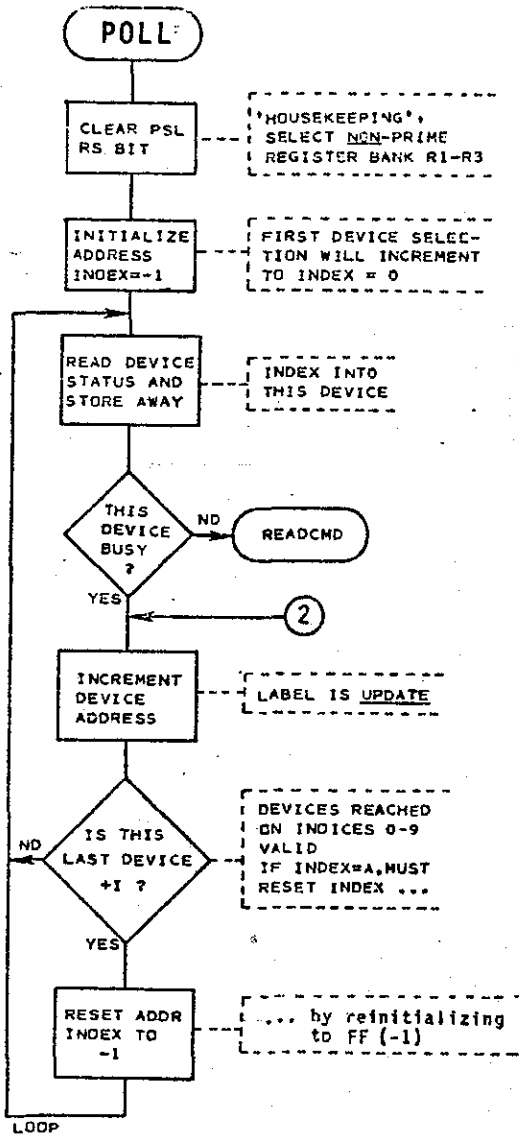 POLL
CLEAR PSL
RS BIT
'HOUSEKEEPING',
SELECT NON-PRIME
REGISTER BANK R1-R3
INITIALIZE
ADDRESS
INDEX=-1
FIRST DEVICE SELEC-
TION WILL INCREMENT
TO INDEX = 0
READ DEVICE
STATUS AND
STORE AWAY
INDEX INTO
THIS DEVICE
THIS
DEVICE
BUSY
?
NO
READCMD
YES
2
INCREMENT
DEVICE
ADDRESS
LABEL IS UPDATE
IS THIS
LAST DEVICE
+1 ?
NO
DEVICES REACHED
ON INDICES 0-9
VALID
IF INDEX=A, MUST
RESET INDEX ...
YES
RESET ADDR
INDEX TO
-1
... by reinitializing
to FF (-1)
LOOP